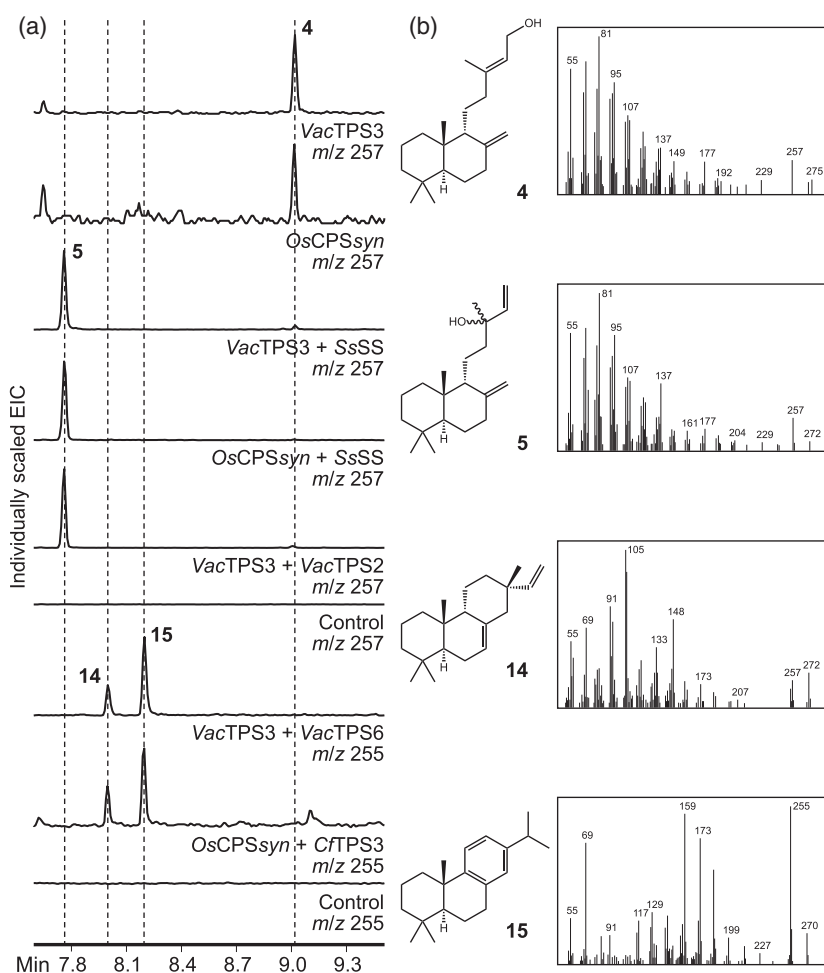 (a)
4
VacTPS3
m/z 257
OsCPSsyn
m/z 257
5
VacTPS3 + SsSS
m/z 257
OsCPSsyn + SsSS
m/z 257
VacTPS3 + VacTPS2
m/z 257
Control
m/z 257
14
15
VacTPS3 + VacTPS6
m/z 255
OsCPSsyn + CfTPS3
m/z 255
Control
m/z 255
Individually scaled EIC
Min 7.8 8.1 8.4 8.7 9.0 9.3
(b)
OH
H
4
55 81 95 107 137 149 177 192 229 257 275
HO
H
5
55 81 95 107 137 161 177 204 229 257 272
H
14
55 69 91 105 133 148 173 207 257 272
H
15
55 69 91 117 129 159 173 199 227 255 270